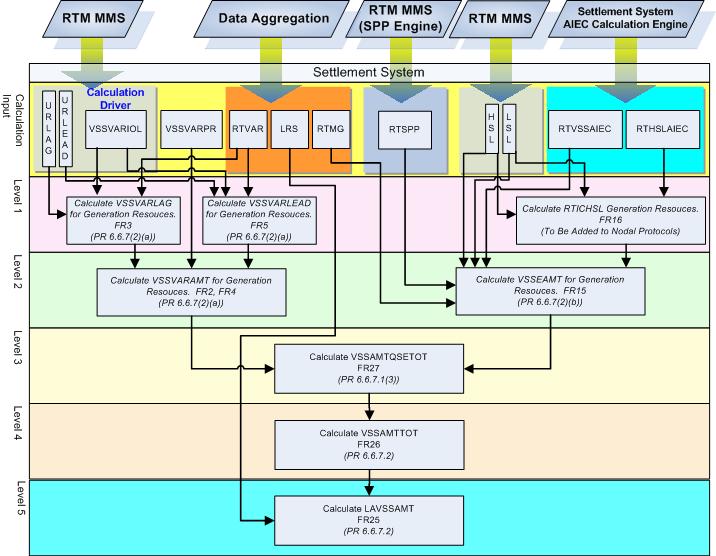 RTM MMS
Data Aggregation
RTM MMS
(SPP Engine)
RTM MMS
Settlement System
AIEC Calculation Engine
Settlement System
Calculation
Input
Calculation
Driver
URLAG
URLEAD
VSSVARIOL
VSSVARPR
RTVAR
LRS
RTMG
RTSPP
HSL
LSL
RTVSSAIEC
RTHSLAIEC
Level 1
Calculate VSSVARLAG
for Generation Resouces.
FR3
(PR 6.6.7(2)(a))
Calculate VSSVARLEAD
for Generation Resouces.
FR5
(PR 6.6.7(2)(a))
Calculate RTICHSL Generation Resouces.
FR16
(To Be Added to Nodal Protocols)
Level 2
Calculate VSSVARAMT for Generation
Resouces. FR2, FR4
(PR 6.6.7(2)(a))
Calculate VSSEAMT for Generation
Resouces. FR15
(PR 6.6.7(2)(b))
Level 3
Calculate VSSAMTQSETOT
FR27
(PR 6.6.7.1(3))
Level 4
Calculate VSSAMTTOT
FR26
(PR 6.6.7.2)
Level 5
Calculate LAVSSAMT
FR25
(PR 6.6.7.2)